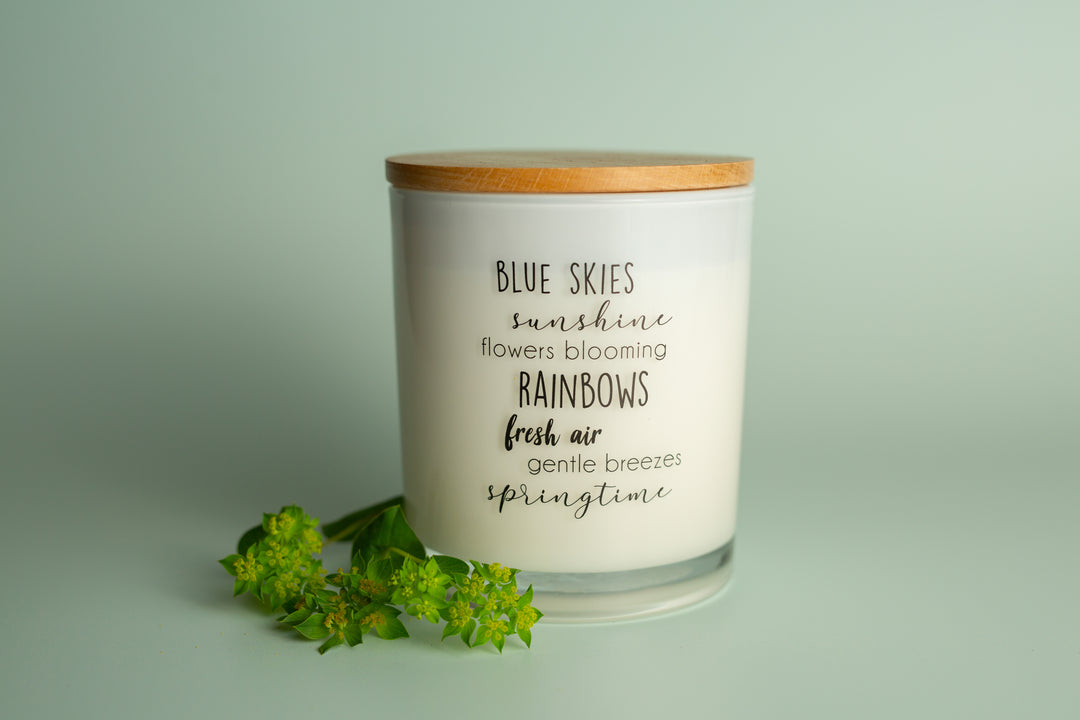 BLUE SKIES
sunshine
flowers blooming
RAINBOWS
fresh air
gentle breezes
springtime